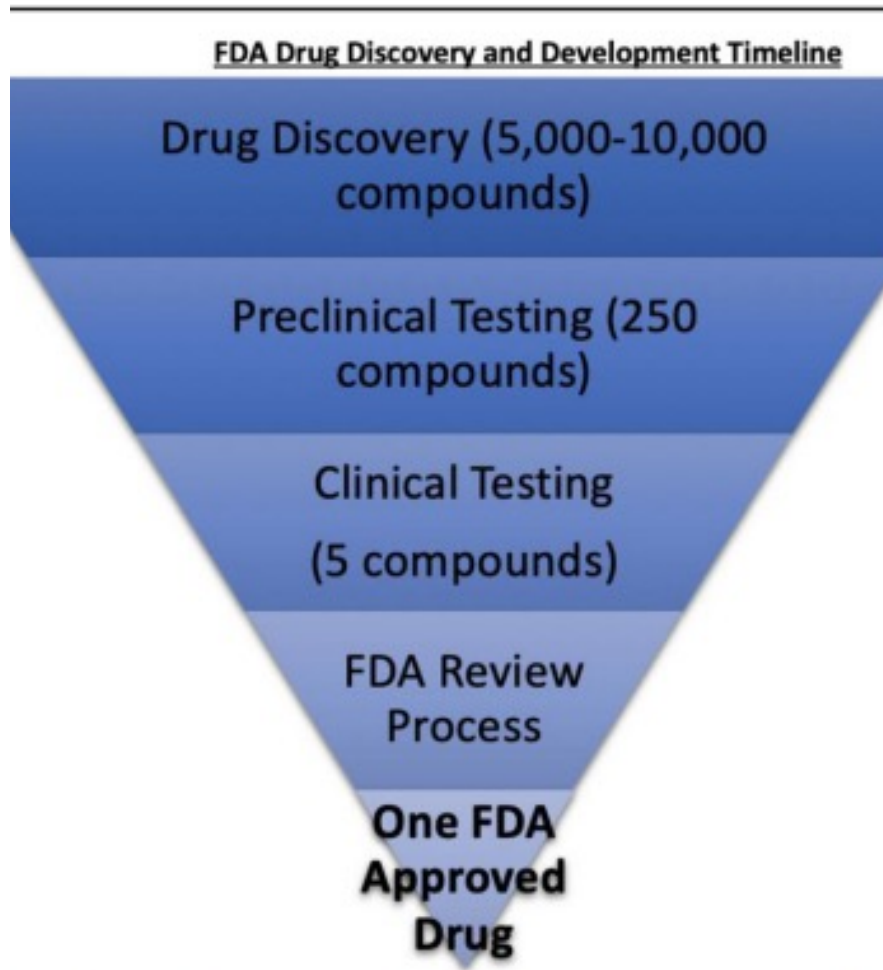 FDA Drug Discovery and Development Timeline
Drug Discovery (5,000-10,000
compounds)
Preclinical Testing (250
compounds)
Clinical Testing
(5 compounds)
FDA Review
Process
One FDA
Approved
Drug